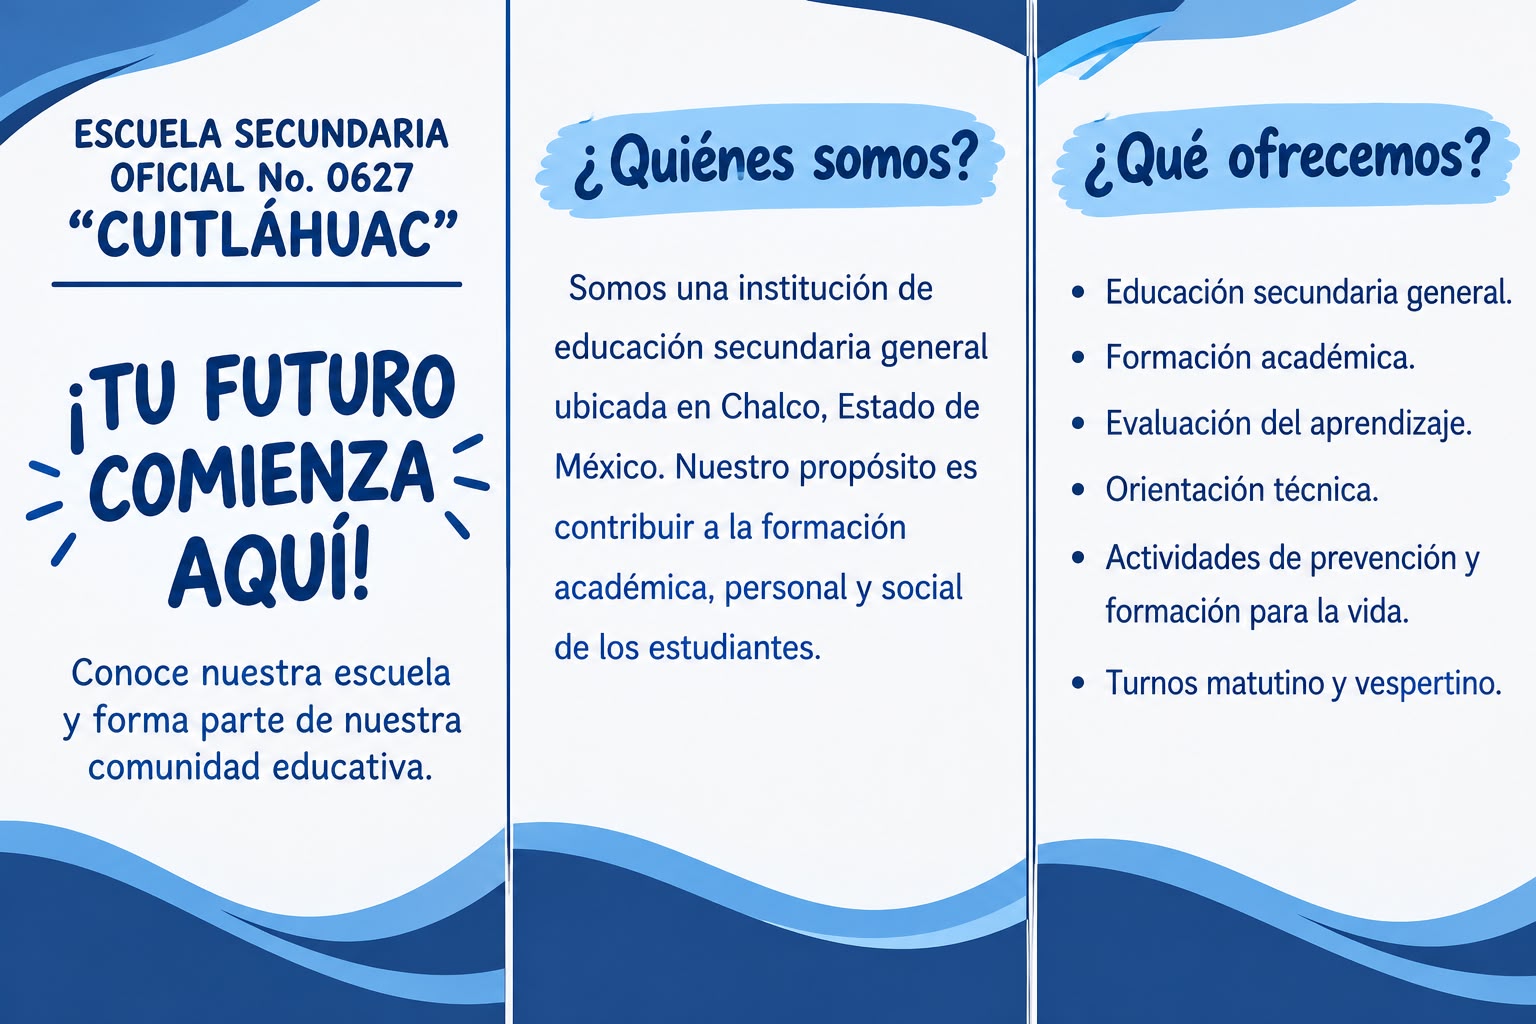 ESCUELA SECUNDARIA
OFICIAL No. 0627
“CUITLÁHUAC”
¡TU FUTURO
COMIENZA
AQUÍ!
Conoce nuestra escuela
y forma parte de nuestra
comunidad educativa.
¿Quiénes somos?
Somos una institución de
educación secundaria general
ubicada en Chalco, Estado de
México. Nuestro propósito es
contribuir a la formación
académica, personal y social
de los estudiantes.
¿Qué ofrecemos?
• Educación secundaria general.
• Formación académica.
• Evaluación del aprendizaje.
• Orientación técnica.
• Actividades de prevención y
formación para la vida.
• Turnos matutino y vespertino.